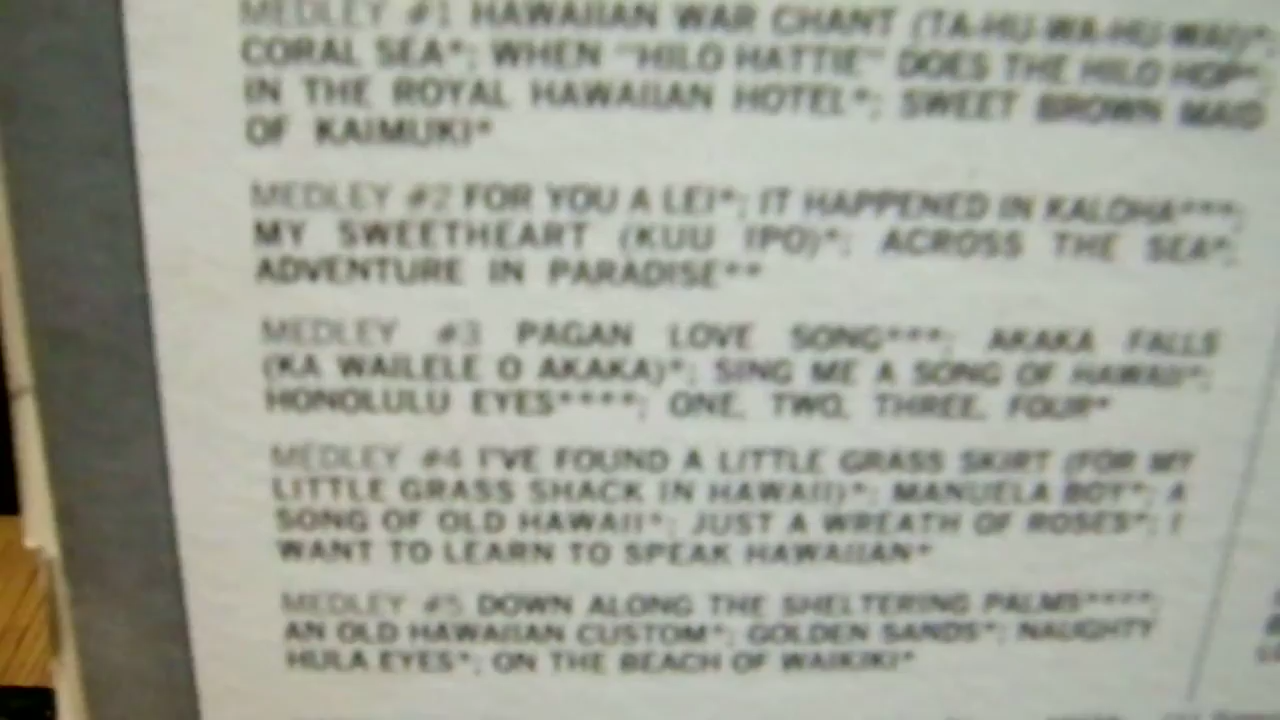 MEDLEY #1 HAWAIIAN WAR CHANT (TA-HU-WA-HU-WAI)*;
CORAL SEA*; WHEN "HILO HATTIE" DOES THE HILO HOP*;
IN THE ROYAL HAWAIIAN HOTEL*; SWEET BROWN MAID
OF KAIMUKI*
MEDLEY #2 FOR YOU A LEI*; IT HAPPENED IN KALOHA***;
MY SWEETHEART (KUU IPO)*; ACROSS THE SEA*;
ADVENTURE IN PARADISE**
MEDLEY #3 PAGAN LOVE SONG***; AKAKA FALLS
(KA WAILELE O AKAKA)*; SING ME A SONG OF HAWAII*;
HONOLULU EYES****; ONE, TWO, THREE, FOUR*
MEDLEY #4 I'VE FOUND A LITTLE GRASS SKIRT (FOR MY
LITTLE GRASS SHACK IN HAWAII)*; MANUELA BOY*; A
SONG OF OLD HAWAII*; JUST A WREATH OF ROSES*; I
WANT TO LEARN TO SPEAK HAWAIIAN*
MEDLEY #5 DOWN ALONG THE SHELTERING PALMS****;
AN OLD HAWAIIAN CUSTOM*; GOLDEN SANDS*; NAUGHTY
HULA EYES*; ON THE BEACH OF WAIKIKI*